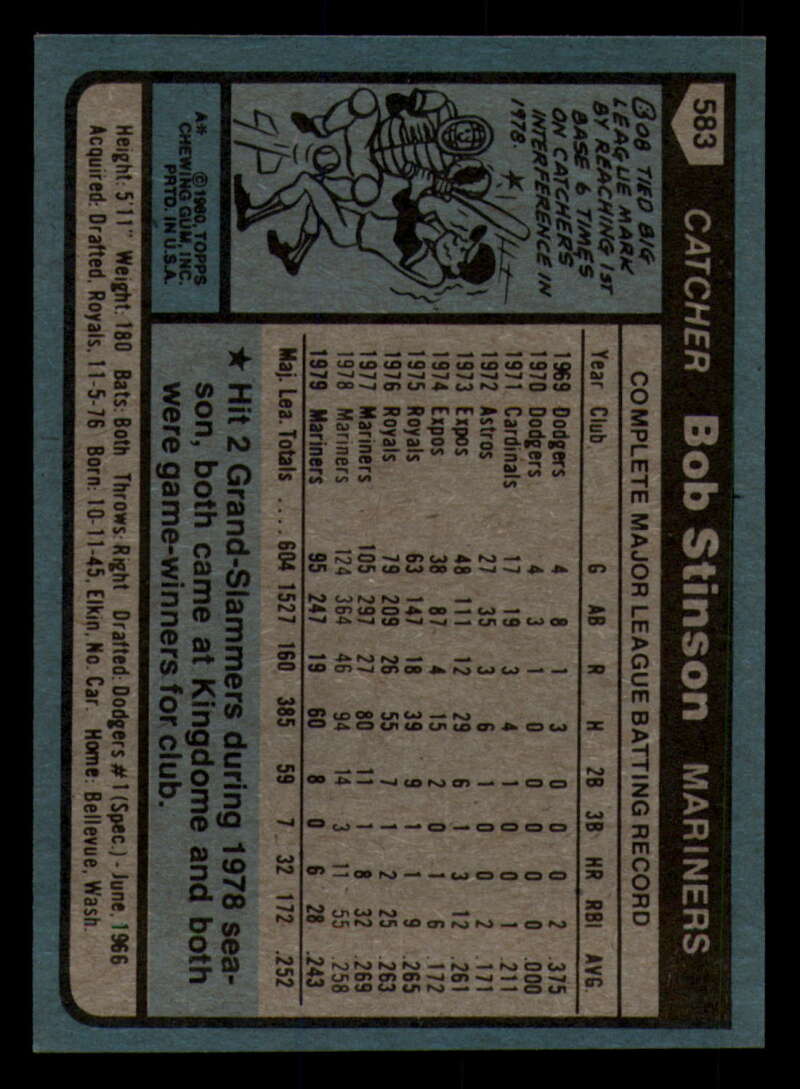 583 CATCHER Bob Stinson MARINERS
BOB TIED BIG
LEAGUE MARK
BY REACHING 1ST
BASE 6 TIMES
ON CATCHERS
INTERFERENCE IN
1978.
A* ©1980, TOPPS
CHEWING GUM, INC.
PRTD. IN U.S.A.
COMPLETE MAJOR LEAGUE BATTING RECORD
Year Club G AB R H 2B 3B HR RBI AVG.
1969 Dodgers 4 8 1 3 0 0 0 2 .375
1970 Dodgers 4 3 1 0 0 0 0 0 .000
1971 Cardinals 17 19 3 4 1 0 0 1 .211
1972 Astros 27 35 3 6 1 0 0 2 .171
1973 Expos 48 111 12 29 6 1 3 12 .261
1974 Expos 38 87 4 15 2 0 1 6 .172
1975 Royals 63 147 18 39 9 1 1 9 .265
1976 Royals 79 209 26 55 7 1 2 25 .263
1977 Mariners 105 297 27 80 11 1 8 32 .269
1978 Mariners 124 364 46 94 14 3 11 55 .258
1979 Mariners 95 247 19 60 8 0 6 28 .243
Maj. Lea. Totals .... 604 1527 160 385 59 7 32 172 .252
★ Hit 2 Grand-Slammers during 1978 sea-
son, both came at Kingdome and both
were game-winners for club.
Height: 5'11" Weight: 180 Bats: Both Throws: Right Drafted: Dodgers #1 (Spec.)-June, 1966
Acquired: Drafted, Royals, 11-5-76 Born: 10-11-45, Elkin, No. Car. Home: Bellevue, Wash.